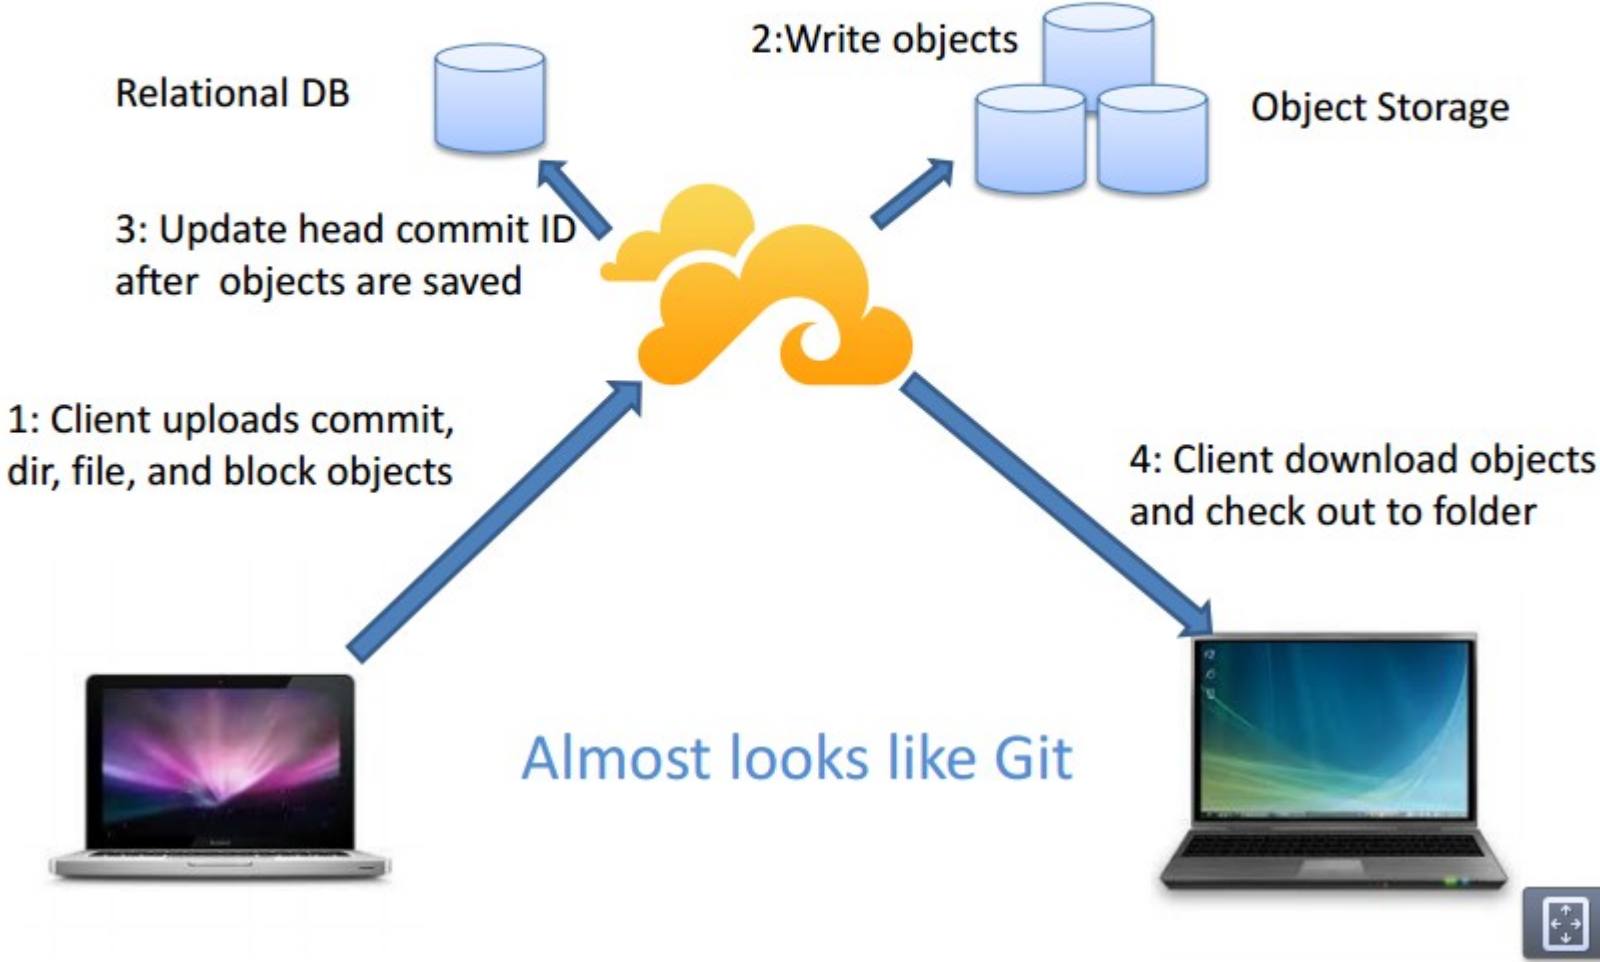 2:Write objects
Relational DB
Object Storage
3: Update head commit ID
after  objects are saved
1: Client uploads commit,
dir, file, and block objects
4: Client download objects
and check out to folder
Almost looks like Git